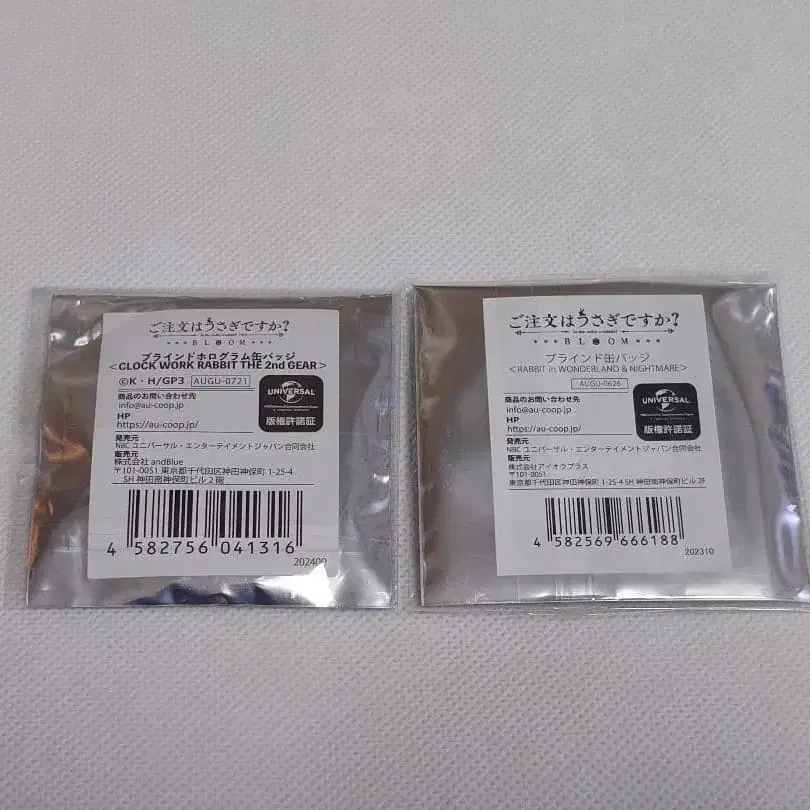 ご注文はうさぎですか?
BLOOM
ブラインドホログラム缶バッジ
<CLOCK WORK RABBIT THE 2nd GEAR>
©K・H/GP3 AUGU-0721
商品のお問い合わせ先
info@au-coop.jp
HP
https://au-coop.jp/
UNIVERSAL
版権許諾証
発売元
NBC ユニバーサル・エンターテイメントジャパン合同会社
販売元
株式会社 andBlue
〒101-0051 東京都千代田区神田神保町 1-25-4
SH 神田南神保町ビル 2 階
4 582756 041316
202409
ご注文はうさぎですか?
BLOOM
ブラインド缶バッジ
<RABBIT in WONDERLAND & NIGHTMARE>
AUGU-0626
商品のお問い合わせ先
info@au-coop.jp
HP
https://au-coop.jp/
UNIVERSAL
版権許諾証
発売元
NBC ユニバーサル・エンターテイメントジャパン合同会社
販売元
株式会社アイオウプラス
〒101-0051
東京都千代田区神田神保町 1-25-4 SH 神田南神保町ビル 2F
4 582569 666188
202310